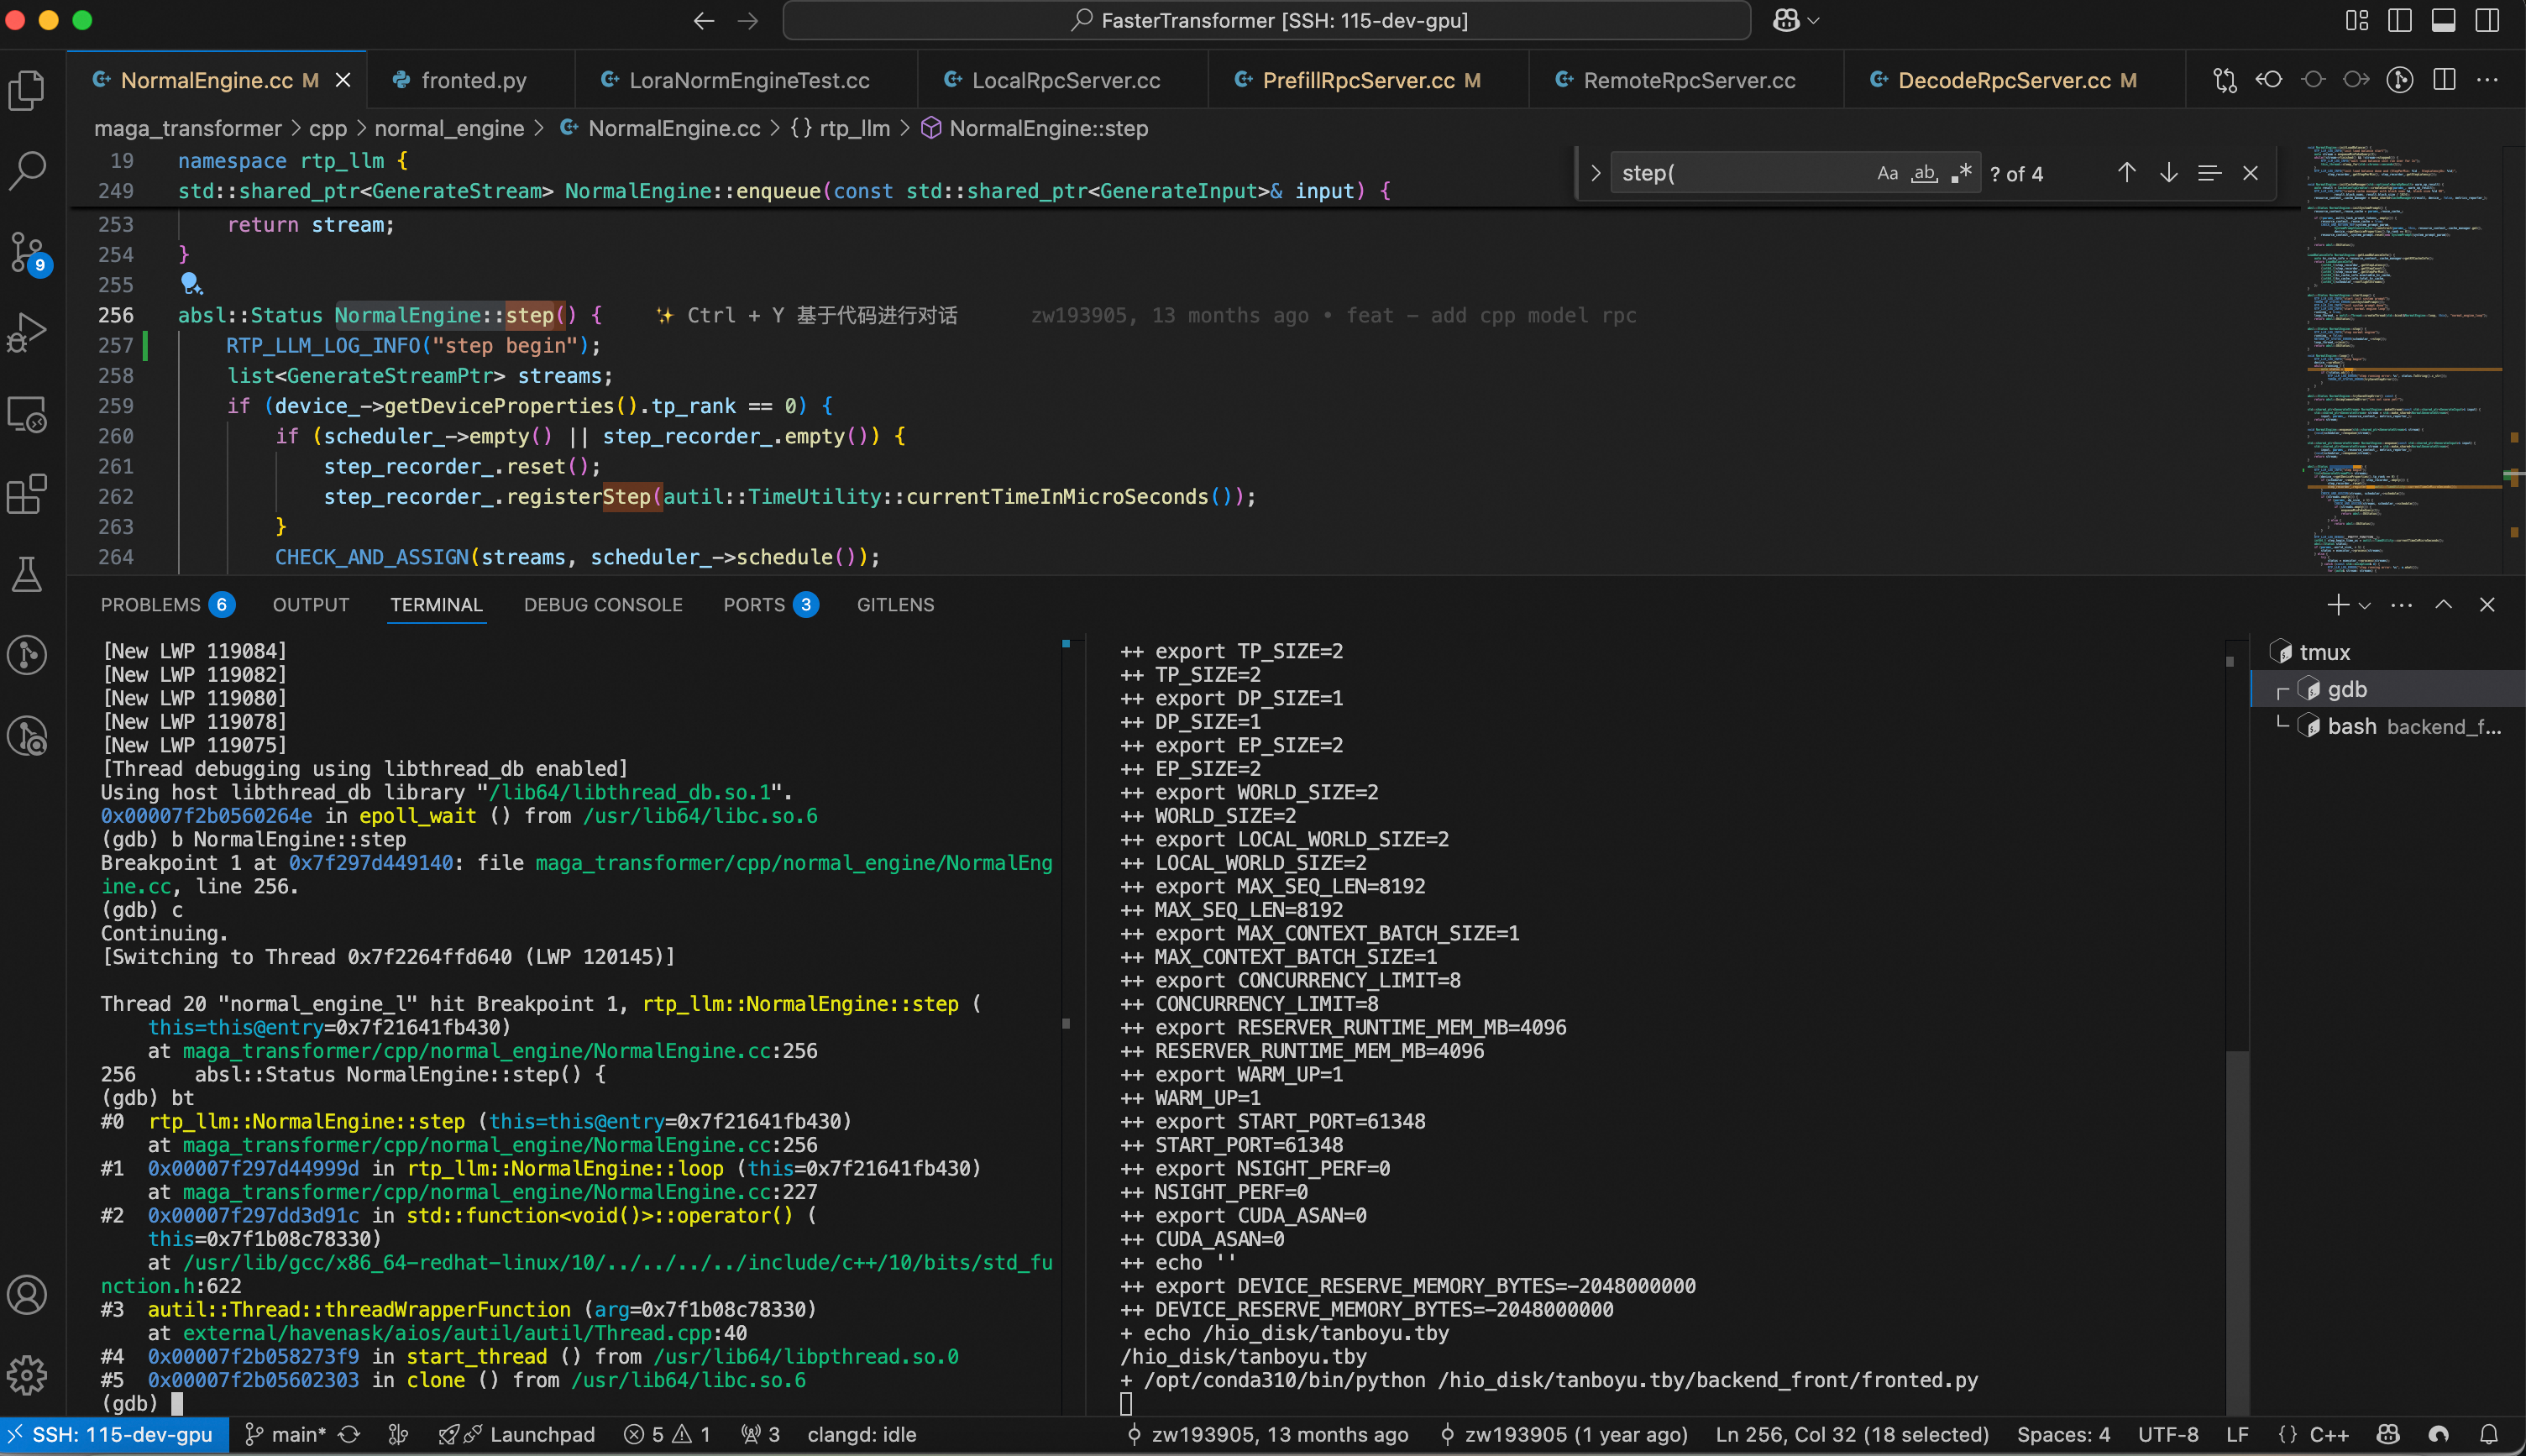 FasterTransformer [SSH: 115-dev-gpu]
NormalEngine.cc M
fronted.py
LoraNormEngineTest.cc
LocalRpcServer.cc
PrefillRpcServer.cc M
RemoteRpcServer.cc
DecodeRpcServer.cc M
maga_transformer > cpp > normal_engine > NormalEngine.cc > {} rtp_llm > NormalEngine::step
step(
Aa ab .* ? of 4
19 namespace rtp_llm {
249 std::shared_ptr<GenerateStream> NormalEngine::enqueue(const std::shared_ptr<GenerateInput>& input) {
253 return stream;
254 }
255
256 absl::Status NormalEngine::step() { ✨ Ctrl + Y 基于代码进行对话 zw193905, 13 months ago • feat – add cpp model rpc
257 RTP_LLM_LOG_INFO("step begin");
258 list<GenerateStreamPtr> streams;
259 if (device_->getDeviceProperties().tp_rank == 0) {
260 if (scheduler_->empty() || step_recorder_.empty()) {
261 step_recorder_.reset();
262 step_recorder_.registerStep(autil::TimeUtility::currentTimeInMicroSeconds());
263 }
264 CHECK_AND_ASSIGN(streams, scheduler_->schedule());
9
PROBLEMS 6 OUTPUT TERMINAL DEBUG CONSOLE PORTS 3 GITLENS
[New LWP 119084]
[New LWP 119082]
[New LWP 119080]
[New LWP 119078]
[New LWP 119075]
[Thread debugging using libthread_db enabled]
Using host libthread_db library "/lib64/libthread_db.so.1".
0x00007f2b0560264e in epoll_wait () from /usr/lib64/libc.so.6
(gdb) b NormalEngine::step
Breakpoint 1 at 0x7f297d449140: file maga_transformer/cpp/normal_engine/NormalEng
ine.cc, line 256.
(gdb) c
Continuing.
[Switching to Thread 0x7f2264ffd640 (LWP 120145)]
Thread 20 "normal_engine_l" hit Breakpoint 1, rtp_llm::NormalEngine::step (
this=this@entry=0x7f21641fb430)
at maga_transformer/cpp/normal_engine/NormalEngine.cc:256
256 absl::Status NormalEngine::step() {
(gdb) bt
#0 rtp_llm::NormalEngine::step (this=this@entry=0x7f21641fb430)
at maga_transformer/cpp/normal_engine/NormalEngine.cc:256
#1 0x00007f297d44999d in rtp_llm::NormalEngine::loop (this=0x7f21641fb430)
at maga_transformer/cpp/normal_engine/NormalEngine.cc:227
#2 0x00007f297dd3d91c in std::function<void()>::operator() (
this=0x7f1b08c78330)
at /usr/lib/gcc/x86_64-redhat-linux/10/../../../../include/c++/10/bits/std_fu
nction.h:622
#3 autil::Thread::threadWrapperFunction (arg=0x7f1b08c78330)
at external/havenask/aios/autil/autil/Thread.cpp:40
#4 0x00007f2b058273f9 in start_thread () from /usr/lib64/libpthread.so.0
#5 0x00007f2b05602303 in clone () from /usr/lib64/libc.so.6
(gdb)
++ export TP_SIZE=2
++ TP_SIZE=2
++ export DP_SIZE=1
++ DP_SIZE=1
++ export EP_SIZE=2
++ EP_SIZE=2
++ export WORLD_SIZE=2
++ WORLD_SIZE=2
++ export LOCAL_WORLD_SIZE=2
++ LOCAL_WORLD_SIZE=2
++ export MAX_SEQ_LEN=8192
++ MAX_SEQ_LEN=8192
++ export MAX_CONTEXT_BATCH_SIZE=1
++ MAX_CONTEXT_BATCH_SIZE=1
++ export CONCURRENCY_LIMIT=8
++ CONCURRENCY_LIMIT=8
++ export RESERVER_RUNTIME_MEM_MB=4096
++ RESERVER_RUNTIME_MEM_MB=4096
++ export WARM_UP=1
++ WARM_UP=1
++ export START_PORT=61348
++ START_PORT=61348
++ export NSIGHT_PERF=0
++ NSIGHT_PERF=0
++ export CUDA_ASAN=0
++ CUDA_ASAN=0
++ echo ''
++ export DEVICE_RESERVE_MEMORY_BYTES=-2048000000
++ DEVICE_RESERVE_MEMORY_BYTES=-2048000000
+ echo /hio_disk/tanboyu.tby
/hio_disk/tanboyu.tby
+ /opt/conda310/bin/python /hio_disk/tanboyu.tby/backend_front/fronted.py
tmux
gdb
bash backend_f...
SSH: 115-dev-gpu main* Launchpad 5 1 3 clangd: idle zw193905, 13 months ago zw193905 (1 year ago) Ln 256, Col 32 (18 selected) Spaces: 4 UTF-8 LF {} C++